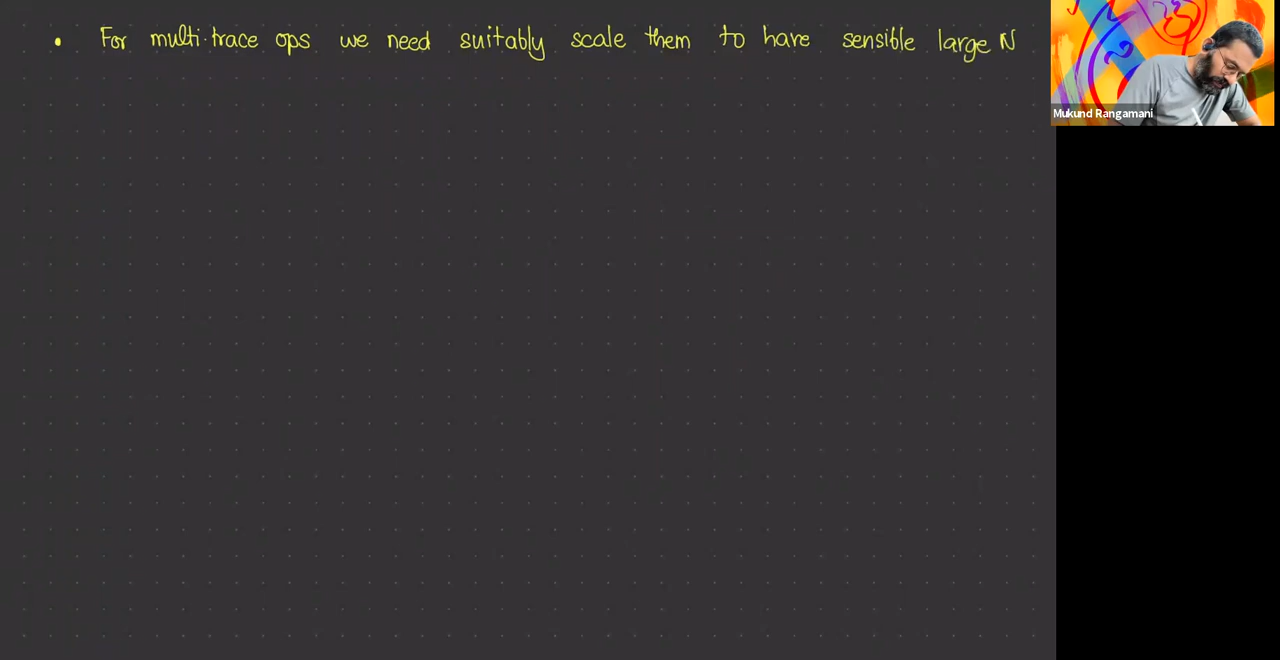 • For multi-trace ops we need suitably scale them to have sensible large N
Mukund Rangamani